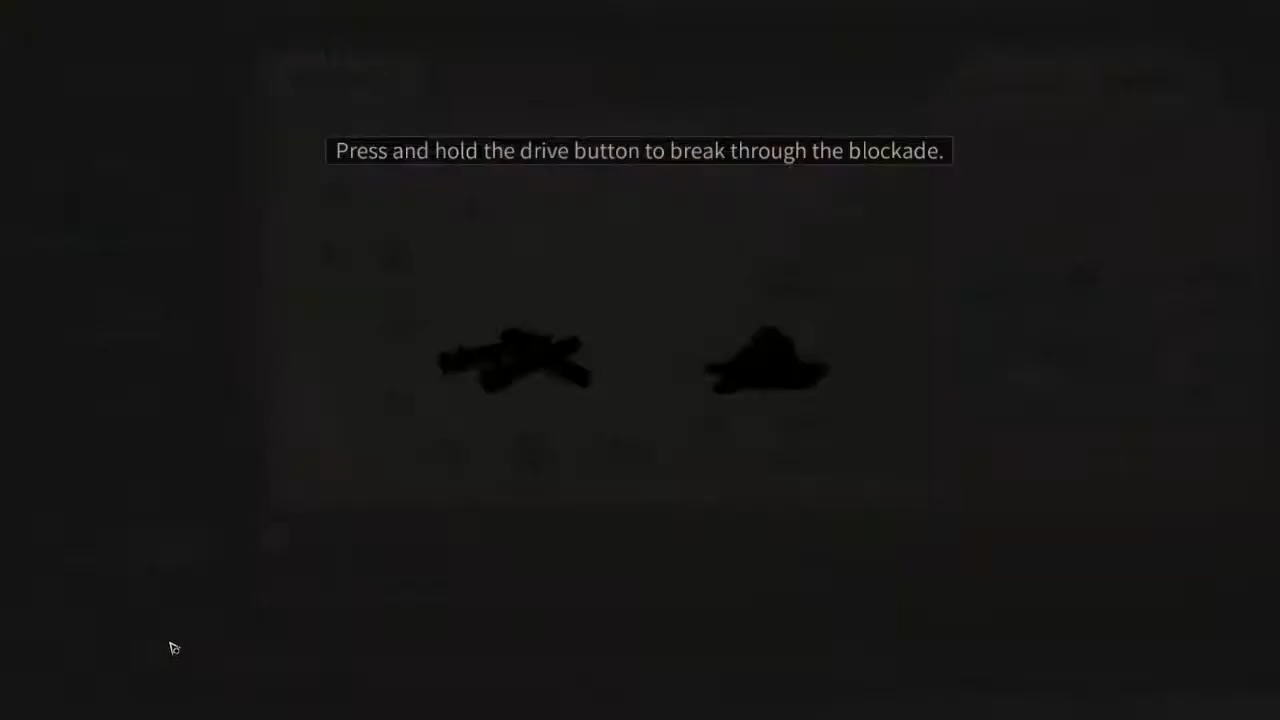 Press and hold the drive button to break through the blockade.